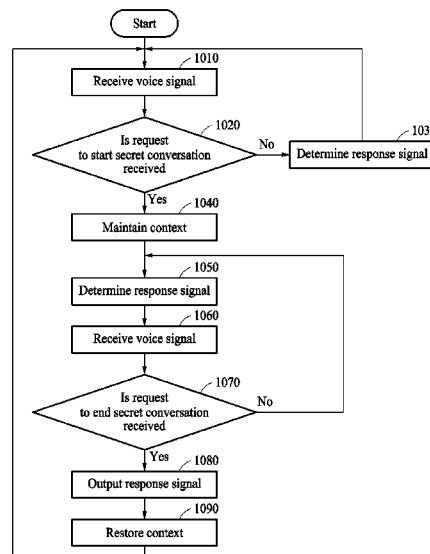 Start
1010
Receive voice signal
1020
Is request
to start secret conversation
received
No
103
Determine response signal
Yes
1040
Maintain context
1050
Determine response signal
1060
Receive voice signal
1070
Is request
to end secret conversation
received
No
Yes
1080
Output response signal
1090
Restore context